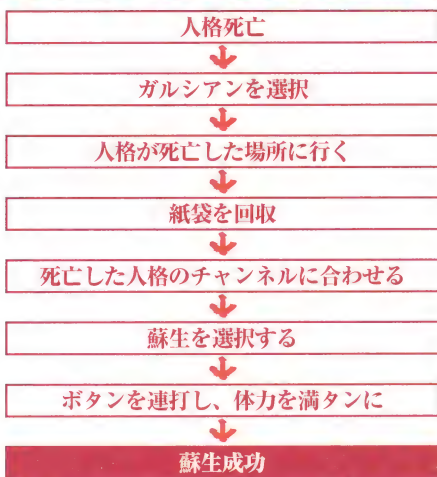 人格死亡
ガルシアンを選択
人格が死亡した場所に行く
紙袋を回収
死亡した人格のチャンネルに合わせる
蘇生を選択する
ボタンを連打し、体力を満タンに
蘇生成功